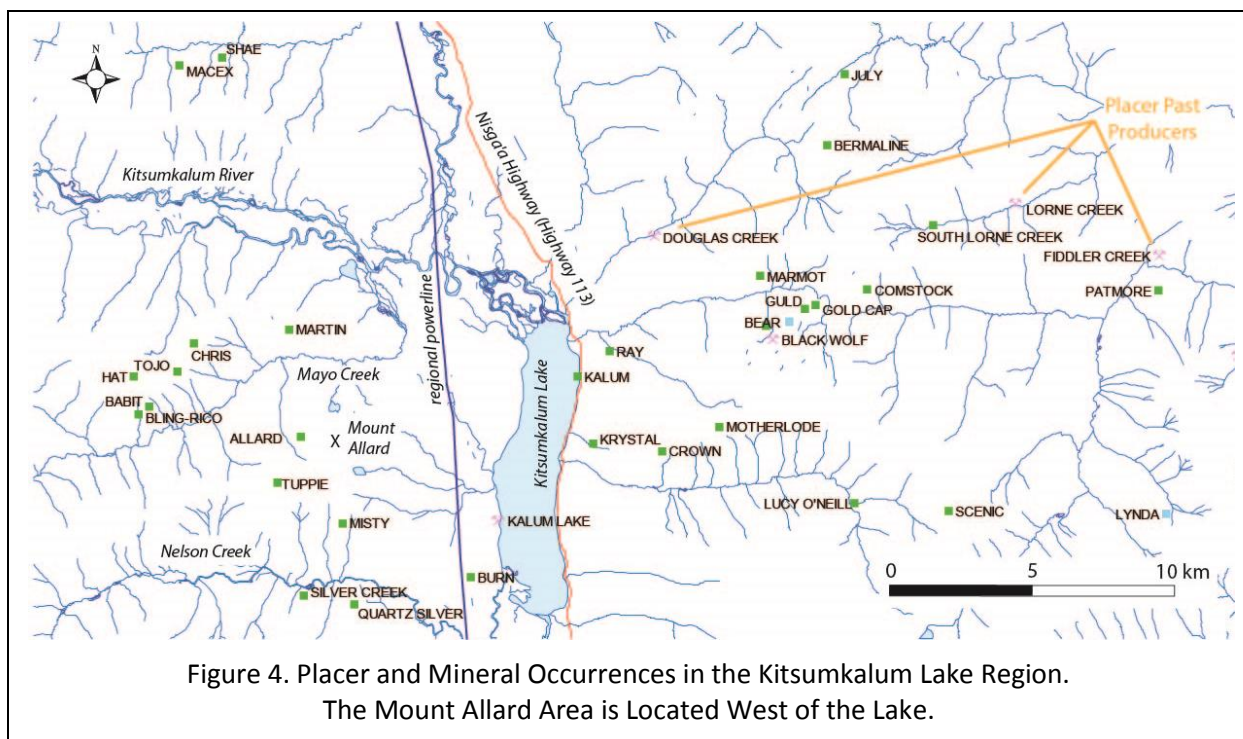 N
SHAE
MACEX
Kitsumkalum River
Nisga'a Highway (Highway 113)
regional powerline
JULY
BERMALINE
Placer Past
Producers
LORNE CREEK
DOUGLAS CREEK
SOUTH LORNE CREEK
FIDDLER CREEK
PATMORE
MARMOT
COMSTOCK
GULD
GOLD CAP
BEAR
BLACK WOLF
MARTIN
CHRIS
TOJO
HAT
Mayo Creek
BABIT
BLING-RICO
ALLARD
X
Mount
Allard
TUPPIE
MISTY
Nelson Creek
SILVER CREEK
QUARTZ SILVER
BURN
Kitsumkalum Lake
RAY
KALUM
KRYSTAL
CROWN
MOTHERLODE
KALUM LAKE
LUCY O'NEILL
SCENIC
LYNDA
0 5 10 km
Figure 4. Placer and Mineral Occurrences in the Kitsumkalum Lake Region.
The Mount Allard Area is Located West of the Lake.